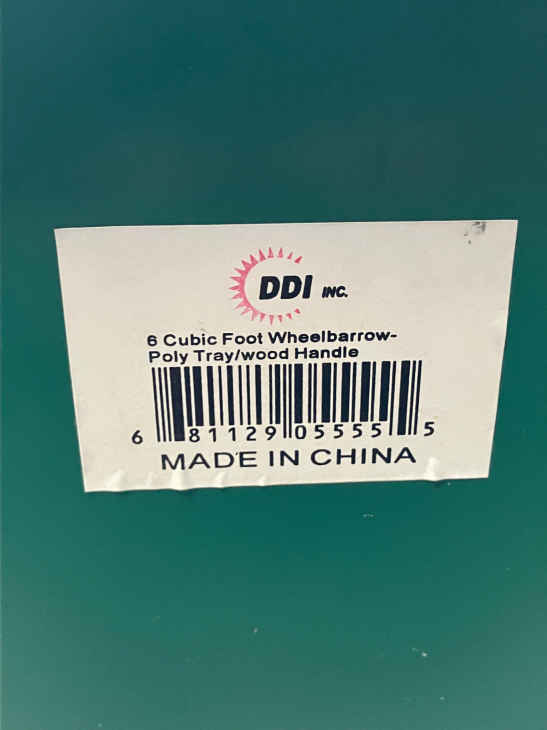 DDI INC.
6 Cubic Foot Wheelbarrow-
Poly Tray/wood Handle
6 81129 05555 5
MADE IN CHINA